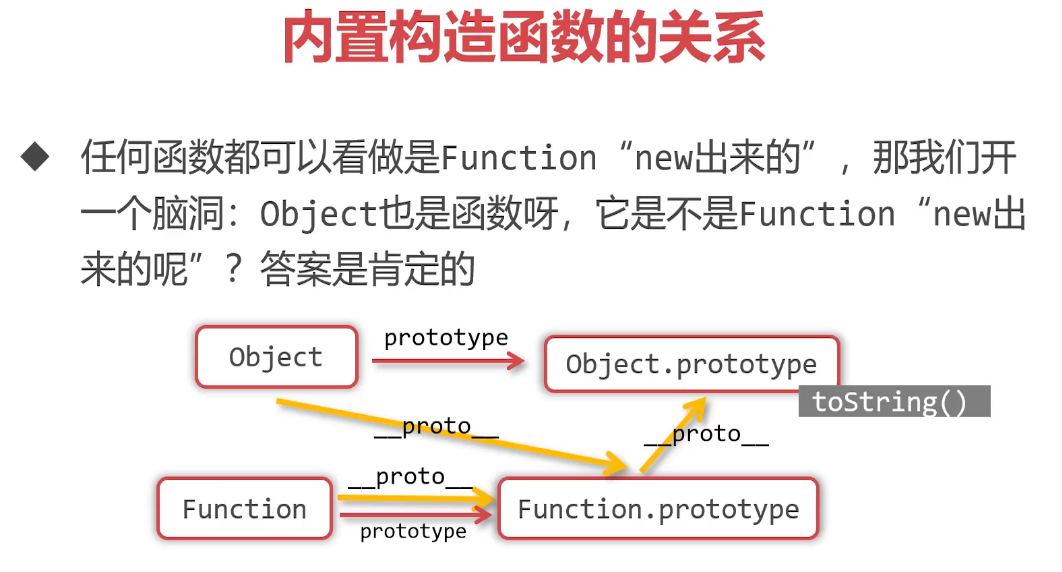 内置构造函数的关系
任何函数都可以看做是Function“new出来的”，那我们开
一个脑洞：Object也是函数呀，它是不是Function“new出
来的呢”？答案是肯定的
Object
prototype
Object.prototype
toString()
__proto__
__proto__
Function
__proto__
prototype
Function.prototype